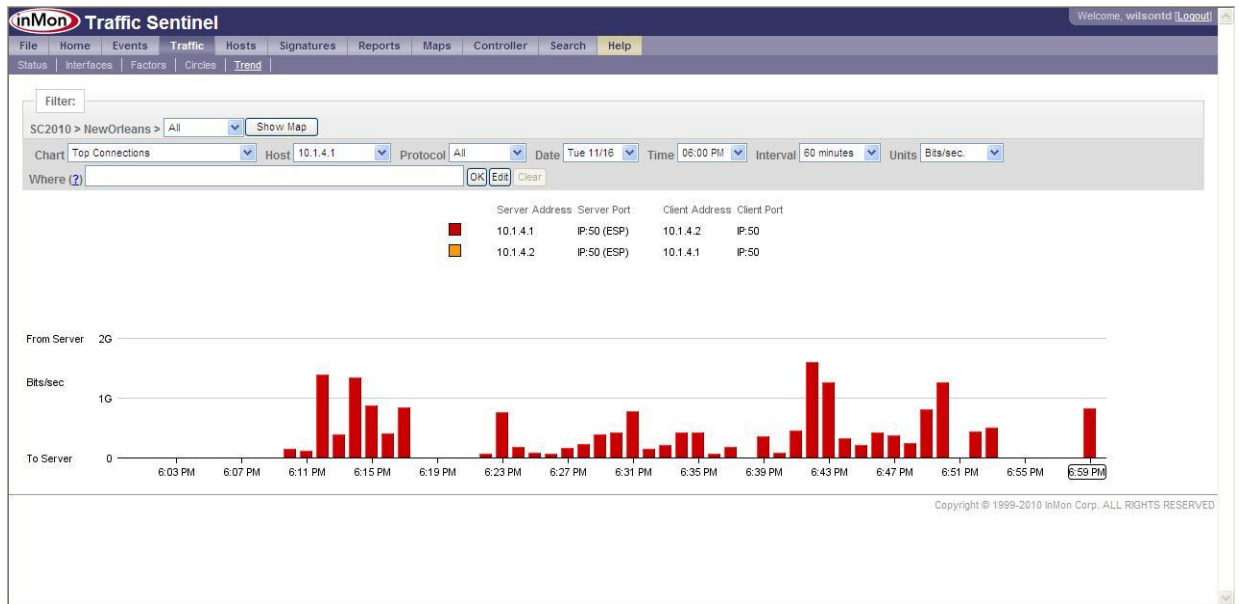 inMon Traffic Sentinel Welcome, wilsontd [Logout]
File Home Events Traffic Hosts Signatures Reports Maps Controller Search Help
Status | Interfaces | Factors | Circles | Trend |
Filter:
SC2010 > NewOrleans > All Show Map
Chart Top Connections Host 10.1.4.1 Protocol All Date Tue 11/16 Time 06:00 PM Interval 60 minutes Units Bits/sec.
Where (?) OK Edit Clear
Server Address Server Port Client Address Client Port
10.1.4.1 IP:50 (ESP) 10.1.4.2 IP:50
10.1.4.2 IP:50 (ESP) 10.1.4.1 IP:50
From Server 2G
Bits/sec
1G
To Server 0
6:03 PM 6:07 PM 6:11 PM 6:15 PM 6:19 PM 6:23 PM 6:27 PM 6:31 PM 6:35 PM 6:39 PM 6:43 PM 6:47 PM 6:51 PM 6:55 PM 6:59 PM
Copyright © 1999-2010 InMon Corp. ALL RIGHTS RESERVED